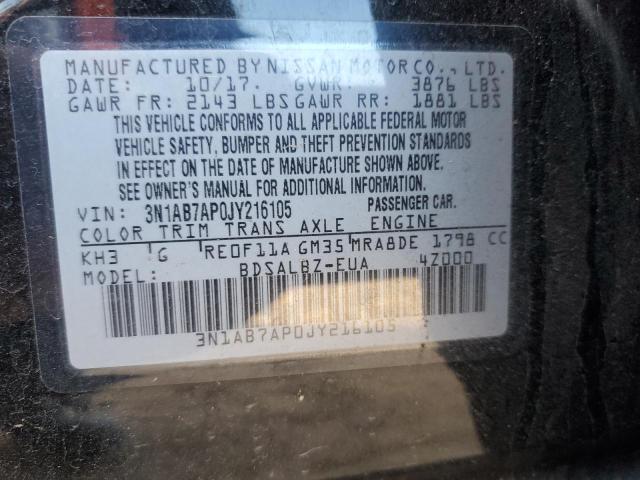 MANUFACTURED BY NISSAN MOTOR CO., LTD.
DATE: 10/17. GVWR: 3876 LBS
GAWR FR: 2143 LBS GAWR RR: 1881 LBS
THIS VEHICLE CONFORMS TO ALL APPLICABLE FEDERAL MOTOR
VEHICLE SAFETY, BUMPER AND THEFT PREVENTION STANDARDS
IN EFFECT ON THE DATE OF MANUFACTURE SHOWN ABOVE.
SEE OWNER'S MANUAL FOR ADDITIONAL INFORMATION.
VIN: 3N1AB7AP0JY216105 PASSENGER CAR.
COLOR TRIM TRANS AXLE ENGINE
KH3 G RE0F11A GM35 MRA8DE 1798 CC
MODEL: BDSALBZ-EUA 4Z000
3N1AB7AP0JY216105